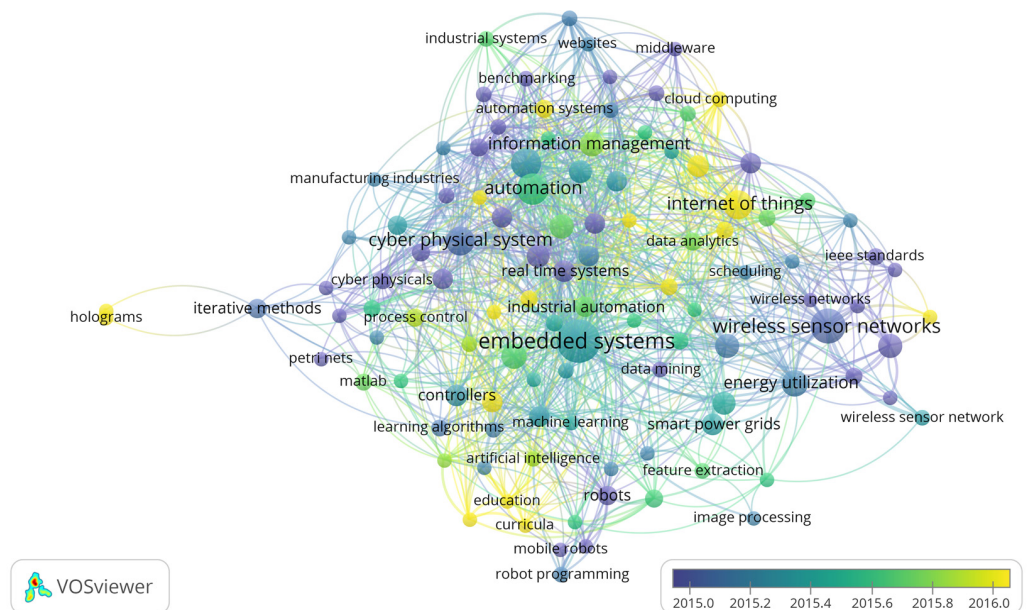 industrial systems
websites
middleware
benchmarking
cloud computing
automation systems
information management
manufacturing industries
automation
internet of things
cyber physical system
data analytics
ieee standards
real time systems
scheduling
cyber physicals
wireless networks
iterative methods
industrial automation
holograms
process control
wireless sensor networks
embedded systems
petri nets
data mining
matlab
energy utilization
controllers
wireless sensor network
learning algorithms
machine learning
smart power grids
artificial intelligence
feature extraction
robots
education
image processing
curricula
mobile robots
robot programming
VOSviewer
2015.0 2015.2 2015.4 2015.6 2015.8 2016.0